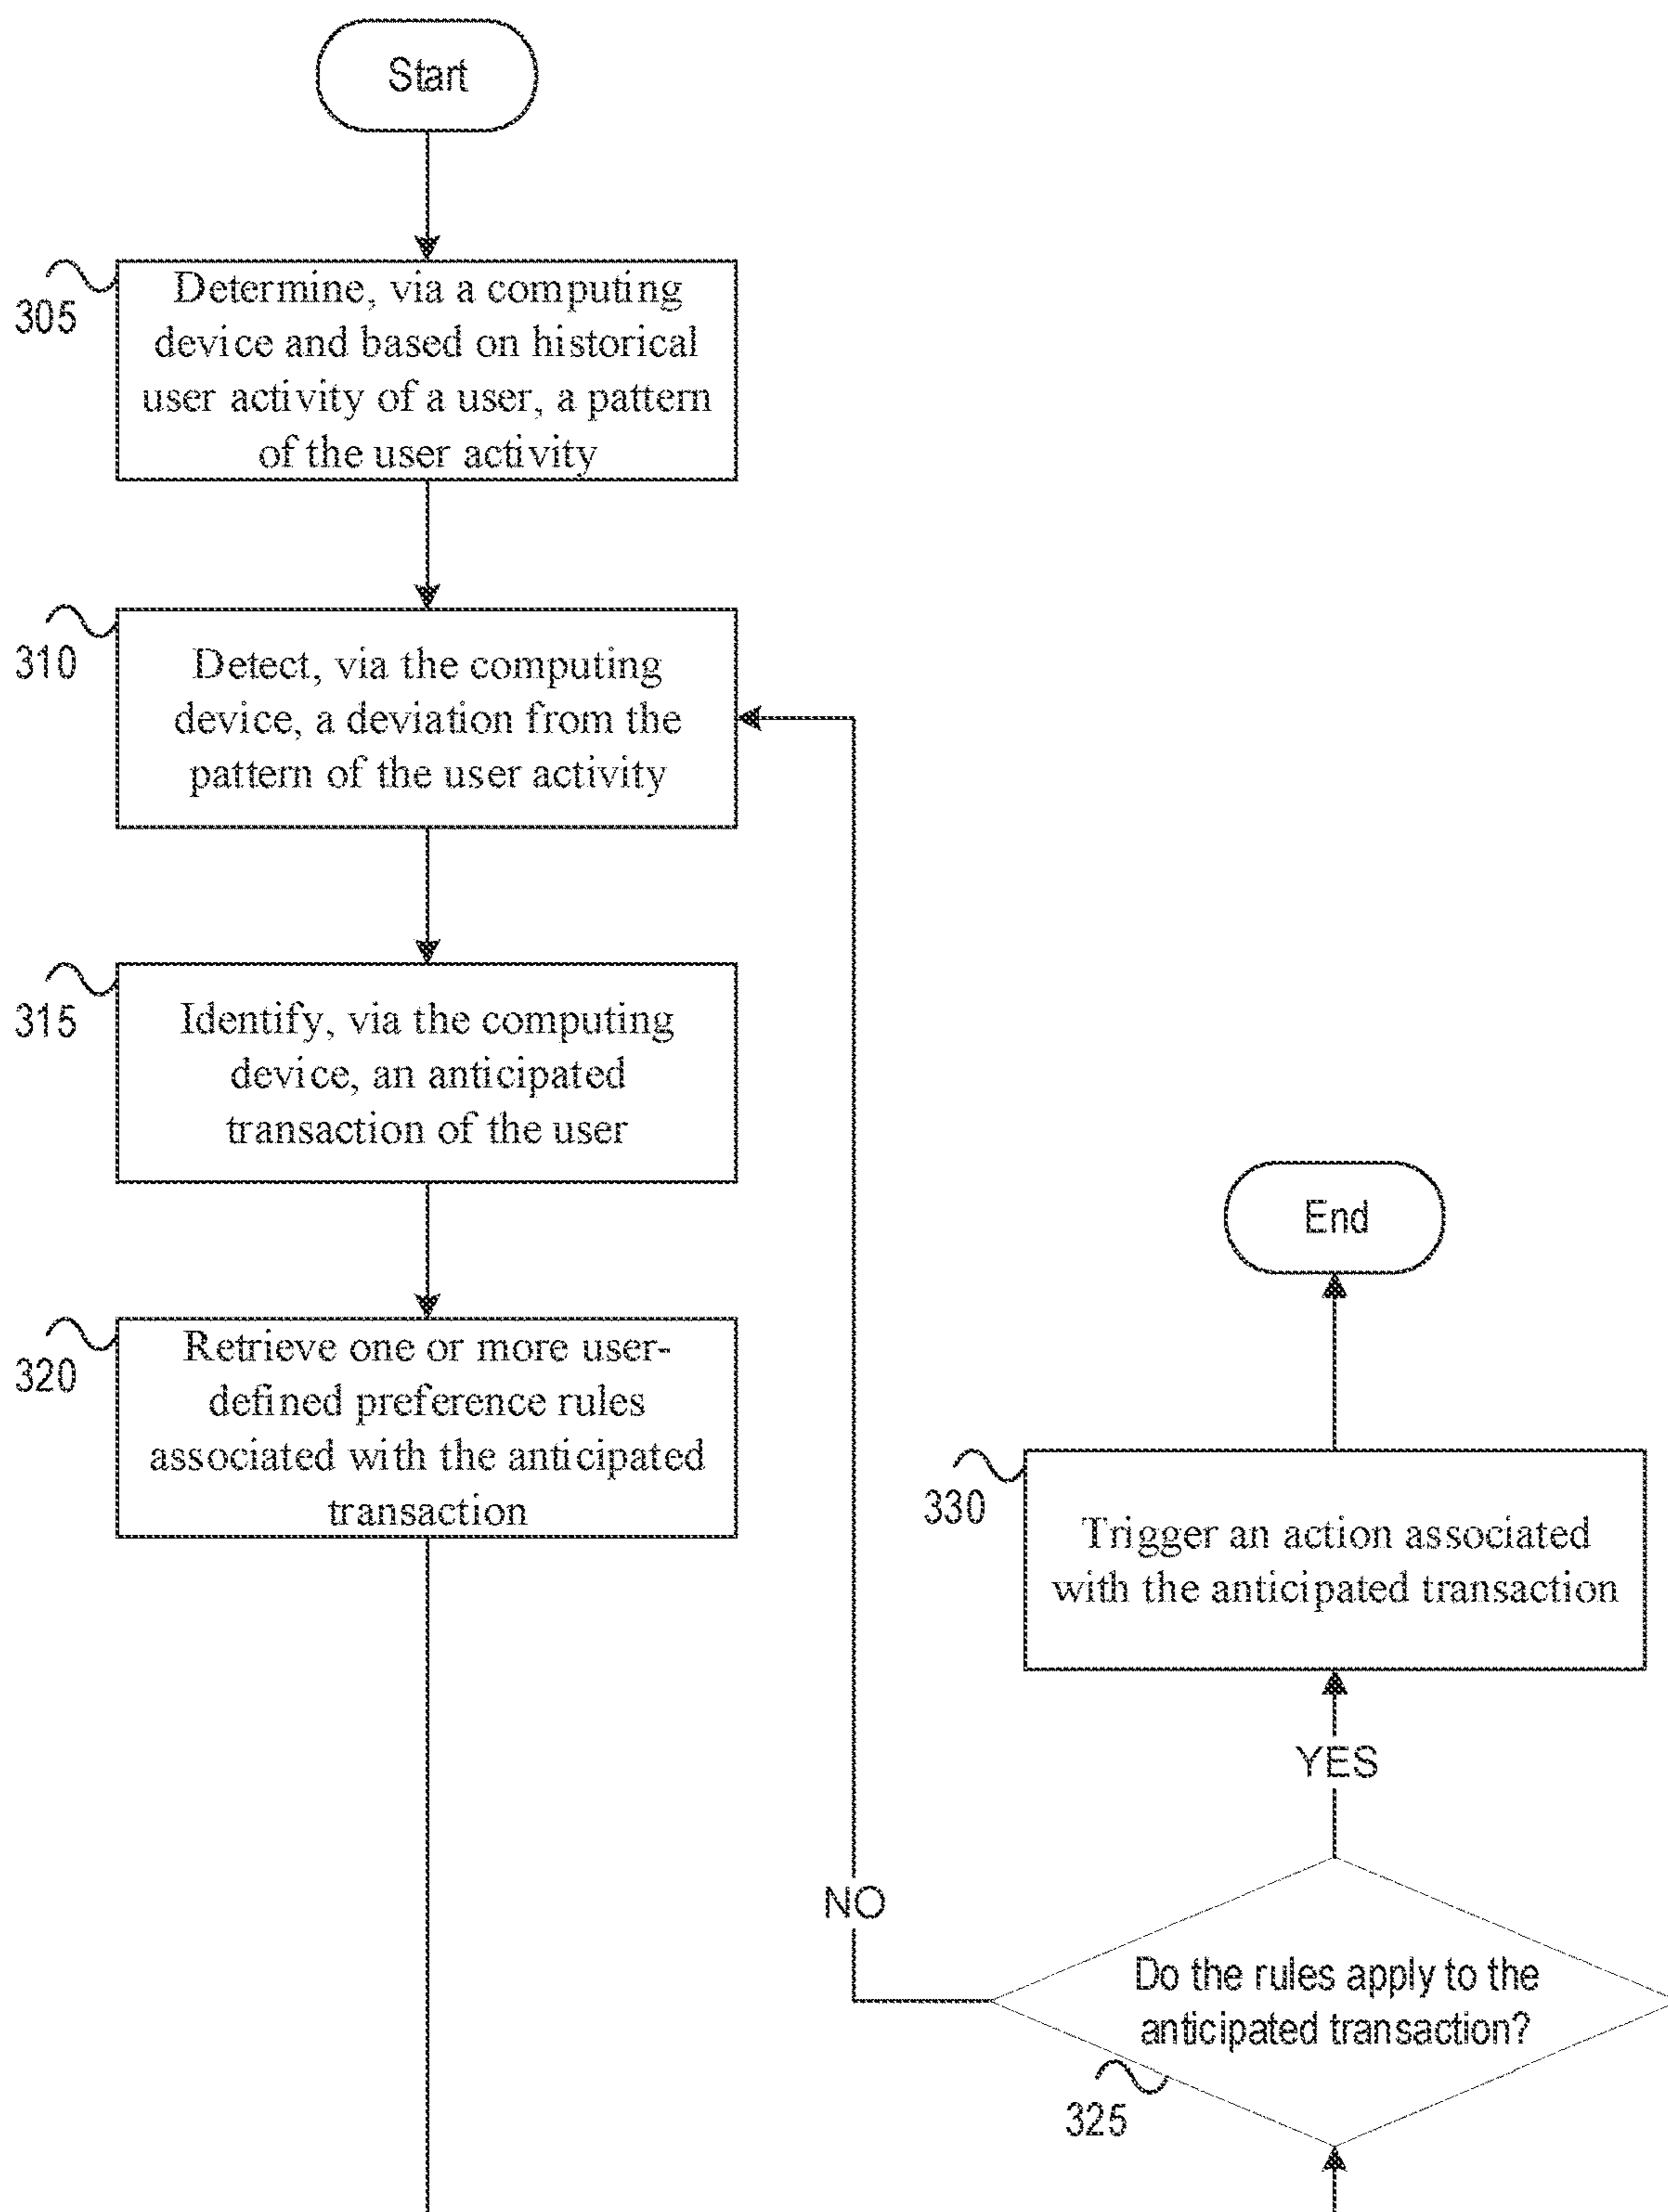 Start
305
Determine, via a computing
device and based on historical
user activity of a user, a pattern
of the user activity
310
Detect, via the computing
device, a deviation from the
pattern of the user activity
315
Identify, via the computing
device, an anticipated
transaction of the user
320
Retrieve one or more user-
defined preference rules
associated with the anticipated
transaction
End
330
Trigger an action associated
with the anticipated transaction
YES
NO
Do the rules apply to the
anticipated transaction?
325